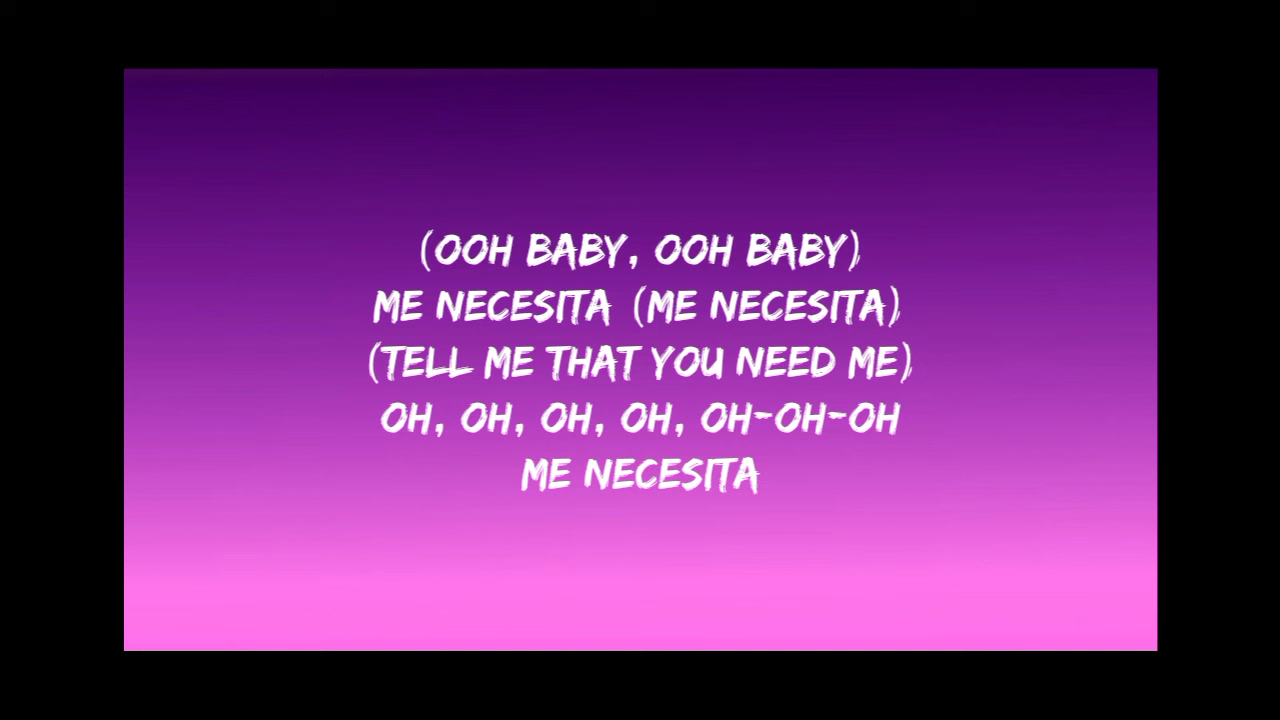 (OOH BABY, OOH BABY)
ME NECESITA (ME NECESITA)
(TELL ME THAT YOU NEED ME)
OH, OH, OH, OH, OH-OH-OH
ME NECESITA